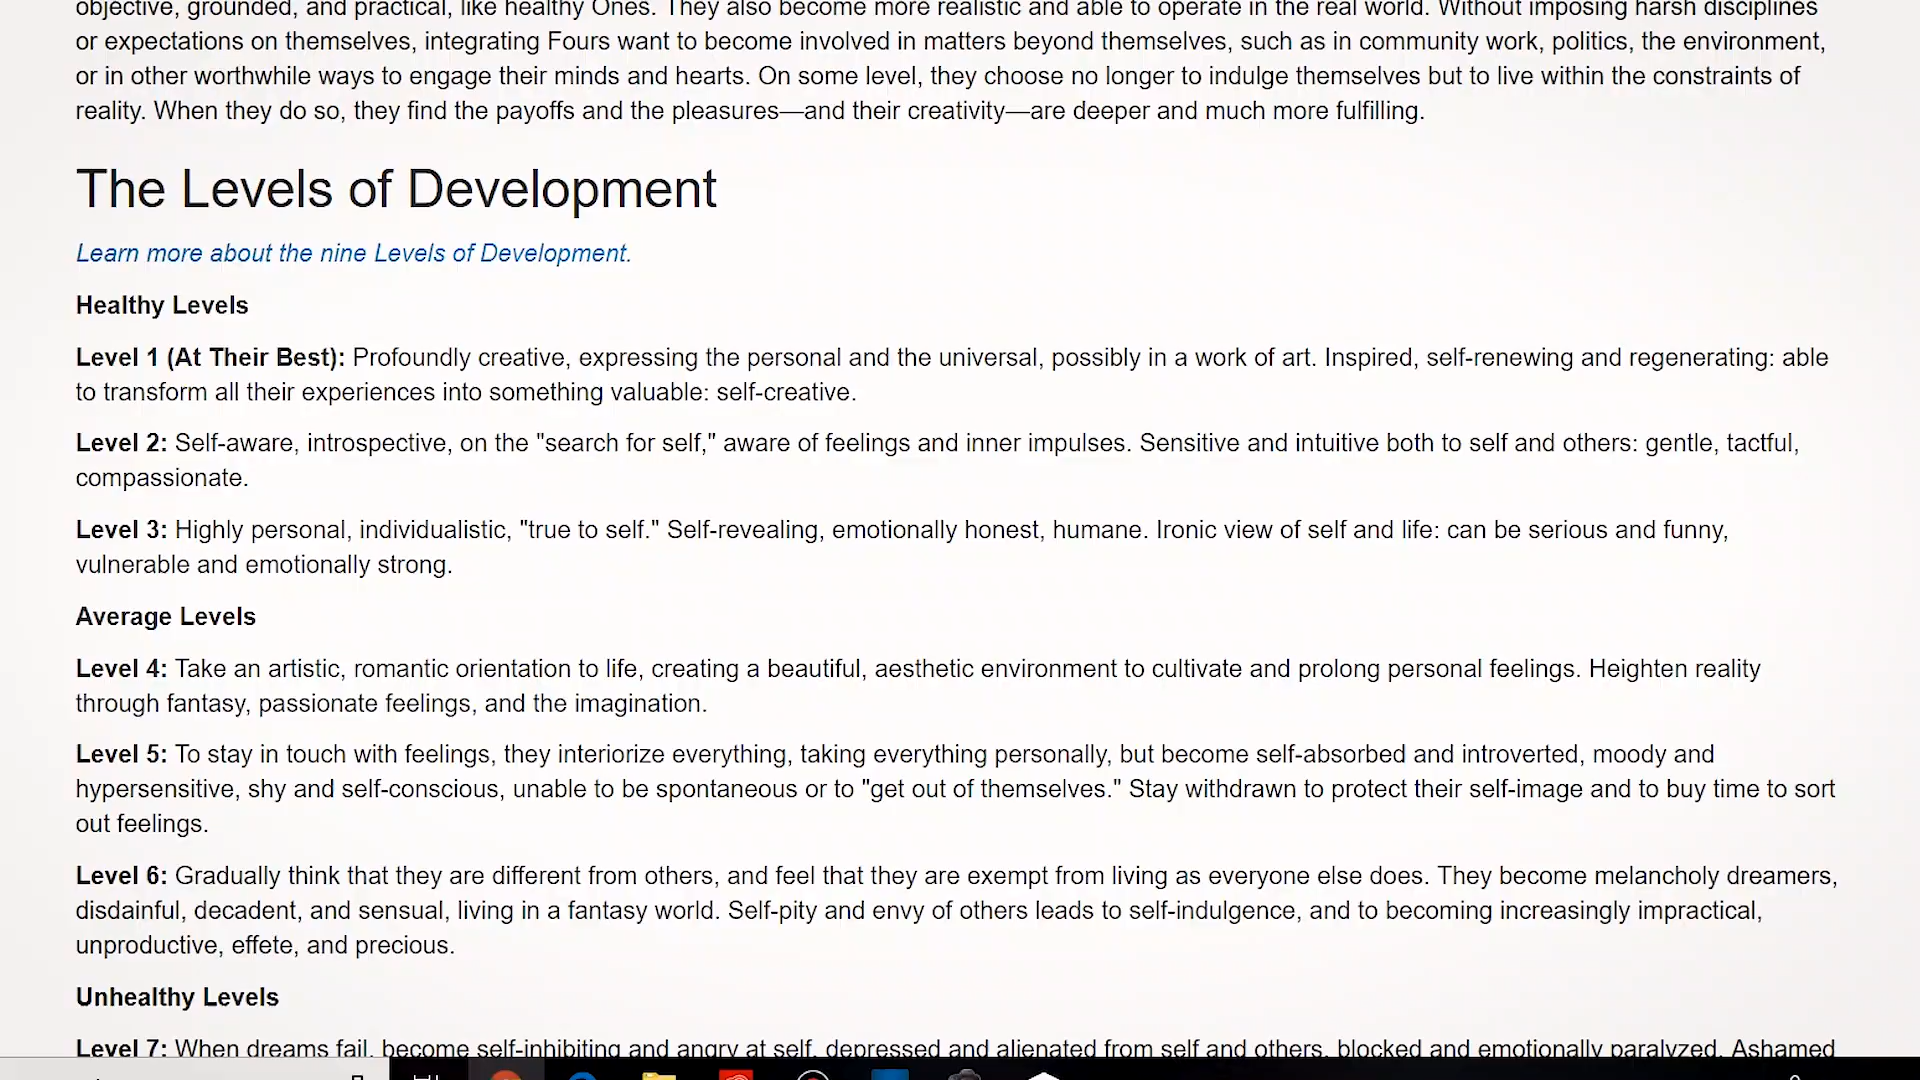 objective, grounded, and practical, like healthy Ones. They also become more realistic and able to operate in the real world. Without imposing harsh disciplines
or expectations on themselves, integrating Fours want to become involved in matters beyond themselves, such as in community work, politics, the environment,
or in other worthwhile ways to engage their minds and hearts. On some level, they choose no longer to indulge themselves but to live within the constraints of
reality. When they do so, they find the payoffs and the pleasures—and their creativity—are deeper and much more fulfilling.
The Levels of Development
Learn more about the nine Levels of Development.
Healthy Levels
Level 1 (At Their Best): Profoundly creative, expressing the personal and the universal, possibly in a work of art. Inspired, self-renewing and regenerating: able
to transform all their experiences into something valuable: self-creative.
Level 2: Self-aware, introspective, on the "search for self," aware of feelings and inner impulses. Sensitive and intuitive both to self and others: gentle, tactful,
compassionate.
Level 3: Highly personal, individualistic, "true to self." Self-revealing, emotionally honest, humane. Ironic view of self and life: can be serious and funny,
vulnerable and emotionally strong.
Average Levels
Level 4: Take an artistic, romantic orientation to life, creating a beautiful, aesthetic environment to cultivate and prolong personal feelings. Heighten reality
through fantasy, passionate feelings, and the imagination.
Level 5: To stay in touch with feelings, they interiorize everything, taking everything personally, but become self-absorbed and introverted, moody and
hypersensitive, shy and self-conscious, unable to be spontaneous or to "get out of themselves." Stay withdrawn to protect their self-image and to buy time to sort
out feelings.
Level 6: Gradually think that they are different from others, and feel that they are exempt from living as everyone else does. They become melancholy dreamers,
disdainful, decadent, and sensual, living in a fantasy world. Self-pity and envy of others leads to self-indulgence, and to becoming increasingly impractical,
unproductive, effete, and precious.
Unhealthy Levels
Level 7: When dreams fail, become self-inhibiting and angry at self, depressed and alienated from self and others, blocked and emotionally paralyzed. Ashamed